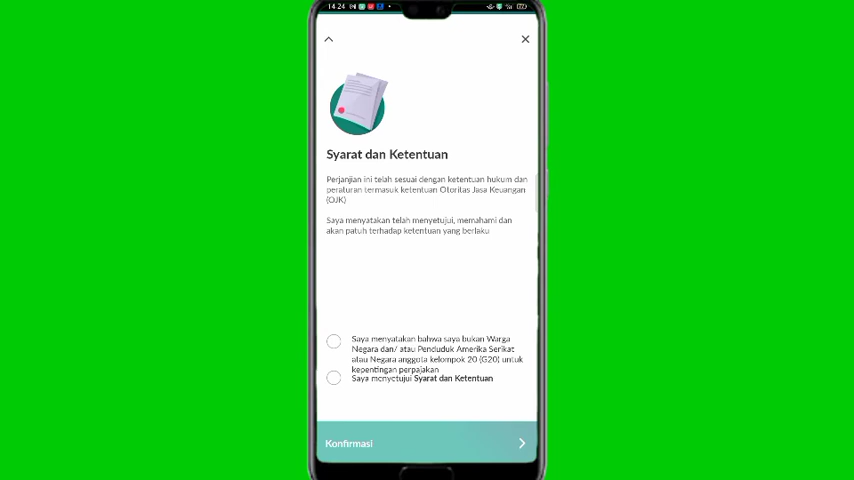 14.24
Syarat dan Ketentuan
Perjanjian ini telah sesuai dengan ketentuan hukum dan
peraturan termasuk ketentuan Otoritas Jasa Keuangan
(OJK)
Saya menyatakan telah menyetujui, memahami dan
akan patuh terhadap ketentuan yang berlaku
Saya menyatakan bahwa saya bukan Warga
Negara dan/ atau Penduduk Amerika Serikat
atau Negara anggota kelompok 20 (G20) untuk
kepentingan perpajakan
Saya menyetujui Syarat dan Ketentuan
Konfirmasi